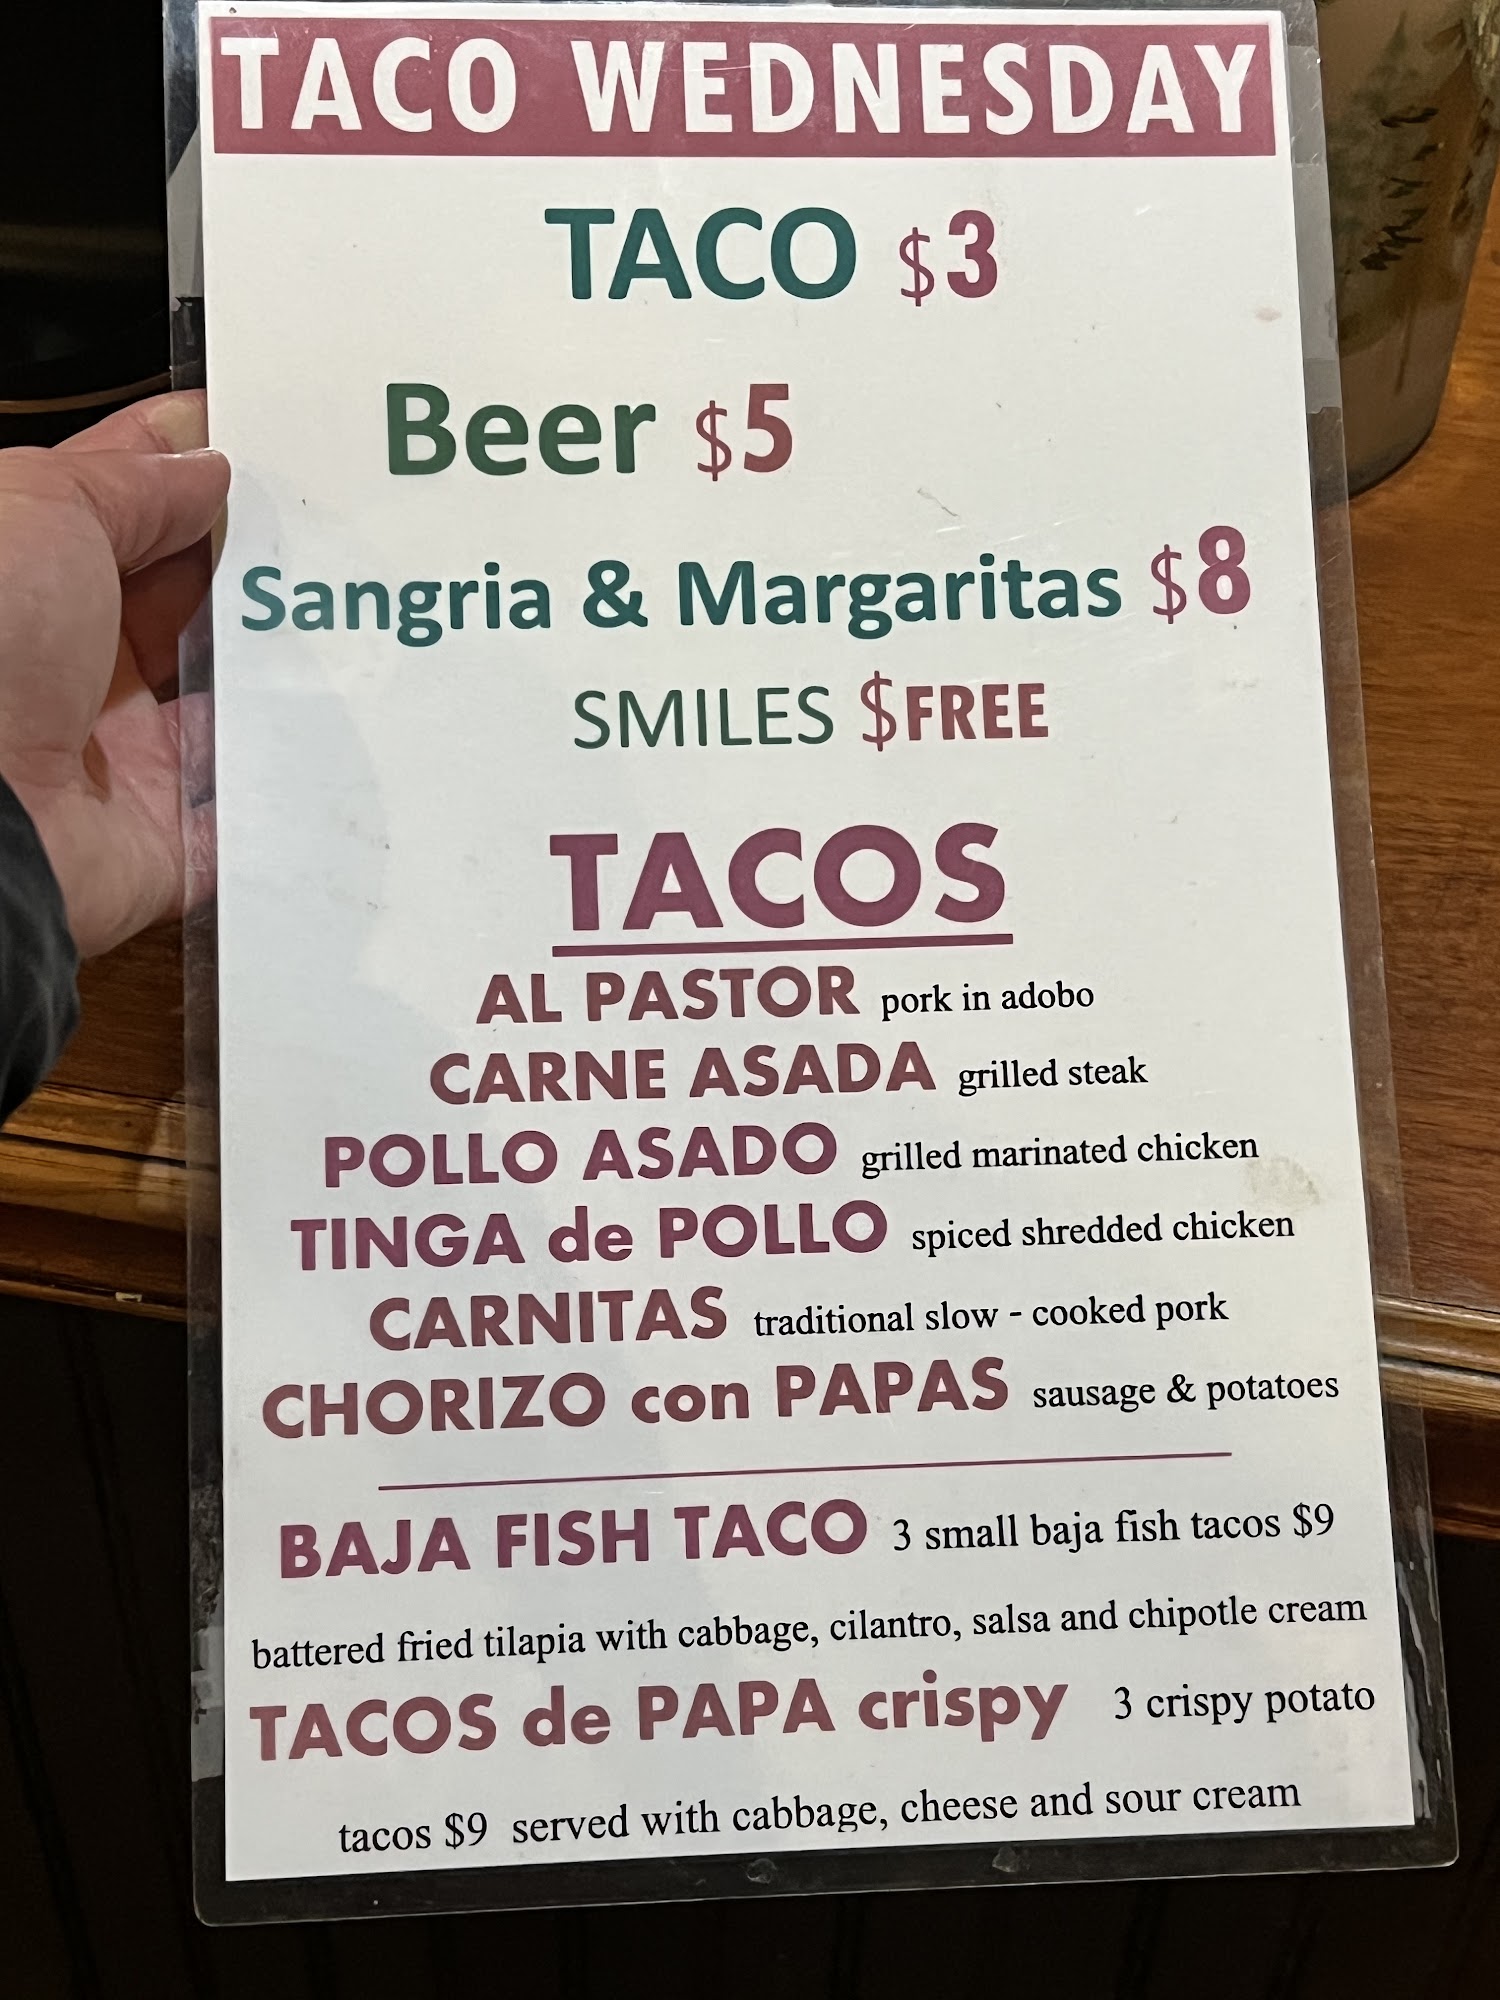 TACO WEDNESDAY
TACO $3
Beer $5
Sangria & Margaritas $8
SMILES $FREE
TACOS
AL PASTOR pork in adobo
CARNE ASADA grilled steak
POLLO ASADO grilled marinated chicken
TINGA de POLLO spiced shredded chicken
CARNITAS traditional slow - cooked pork
CHORIZO con PAPAS sausage & potatoes
BAJA FISH TACO 3 small baja fish tacos $9
battered fried tilapia with cabbage, cilantro, salsa and chipotle cream
TACOS de PAPA crispy 3 crispy potato
tacos $9 served with cabbage, cheese and sour cream